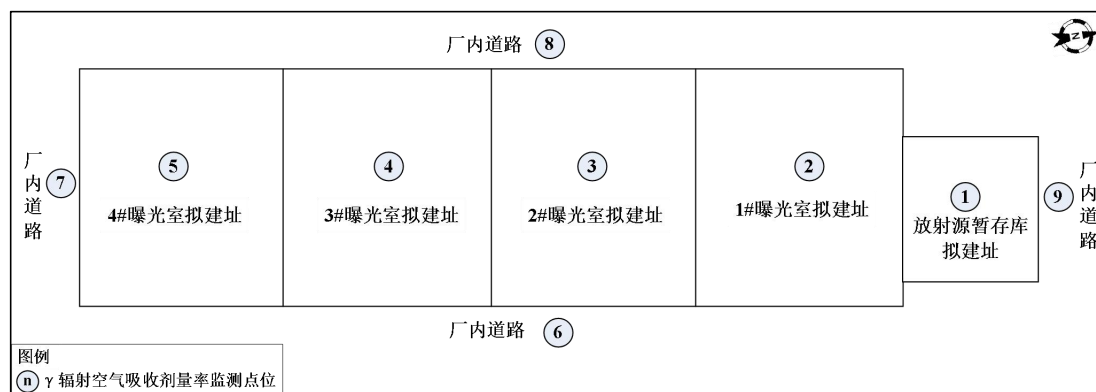 厂内道路 8
N
厂内道路
7
5
4#曝光室拟建址
4
3#曝光室拟建址
3
2#曝光室拟建址
2
1#曝光室拟建址
1
放射源暂存库
拟建址
9
厂内道路
厂内道路 6
图例
n γ 辐射空气吸收剂量率监测点位